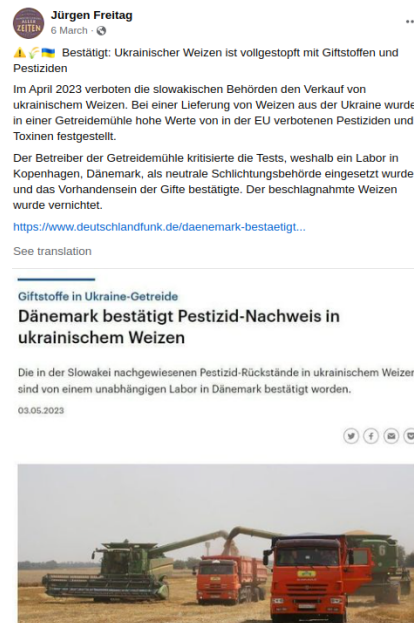 ALLER
ZEITEN
Jürgen Freitag
6 March ·
⚠️🌾🇺🇦 Bestätigt: Ukrainischer Weizen ist vollgestopft mit Giftstoffen und
Pestiziden
Im April 2023 verboten die slowakischen Behörden den Verkauf von
ukrainischem Weizen. Bei einer Lieferung von Weizen aus der Ukraine wurde
in einer Getreidemühle hohe Werte von in der EU verbotenen Pestiziden und
Toxinen festgestellt.
Der Betreiber der Getreidemühle kritisierte die Tests, weshalb ein Labor in
Kopenhagen, Dänemark, als neutrale Schlichtungsbehörde eingesetzt wurde
und das Vorhandensein der Gifte bestätigte. Der beschlagnahmte Weizen
wurde vernichtet.
https://www.deutschlandfunk.de/daenemark-bestaetigt...
See translation
Giftstoffe in Ukraine-Getreide
Dänemark bestätigt Pestizid-Nachweis in
ukrainischem Weizen
Die in der Slowakei nachgewiesenen Pestizid-Rückstände in ukrainischem Weizen
sind von einem unabhängigen Labor in Dänemark bestätigt worden.
03.05.2023